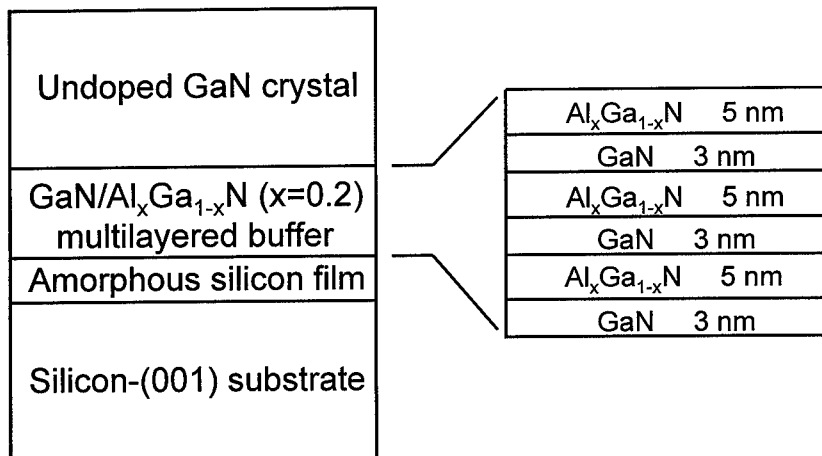 Undoped GaN crystal
GaN/AlₓGa₁₋ₓN (x=0.2)
multilayered buffer
Amorphous silicon film
Silicon-(001) substrate
AlₓGa₁₋ₓN 5 nm
GaN 3 nm
AlₓGa₁₋ₓN 5 nm
GaN 3 nm
AlₓGa₁₋ₓN 5 nm
GaN 3 nm